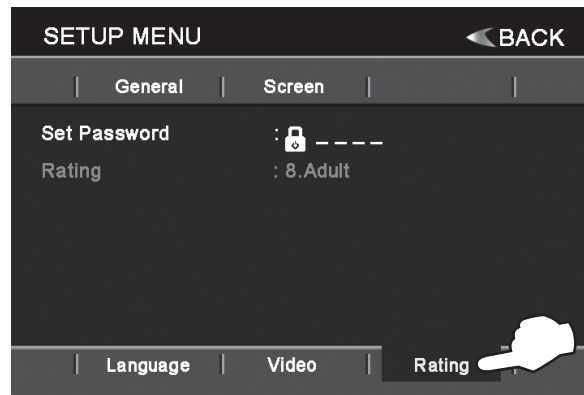 SETUP MENU BACK
| General | Screen | |
Set Password : _ _ _ _
Rating : 8.Adult
| Language | Video | Rating |